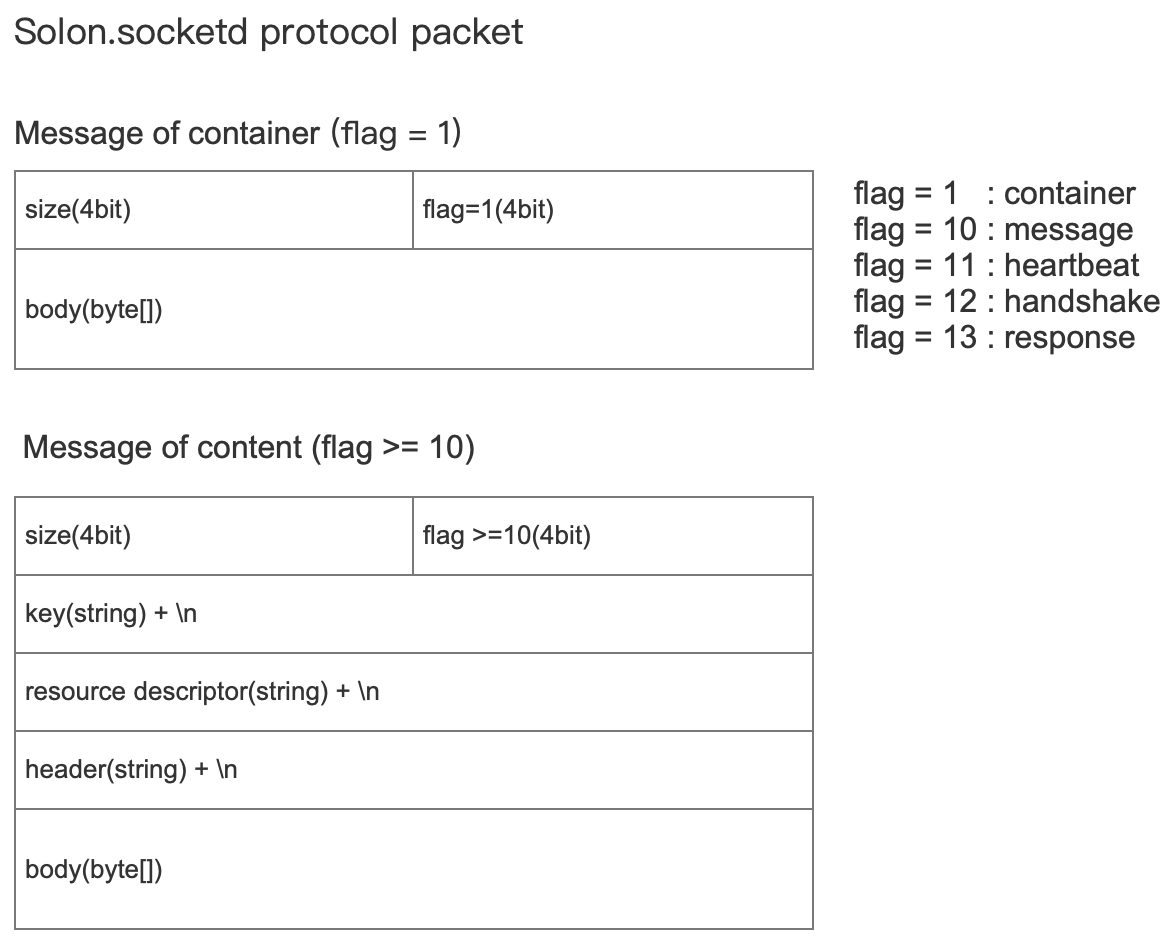 Solon.socketd protocol packet
Message of container (flag = 1)
size(4bit)
flag=1(4bit)
body(byte[])
flag = 1 : container
flag = 10 : message
flag = 11 : heartbeat
flag = 12 : handshake
flag = 13 : response
Message of content (flag >= 10)
size(4bit)
flag >=10(4bit)
key(string) + \n
resource descriptor(string) + \n
header(string) + \n
body(byte[])